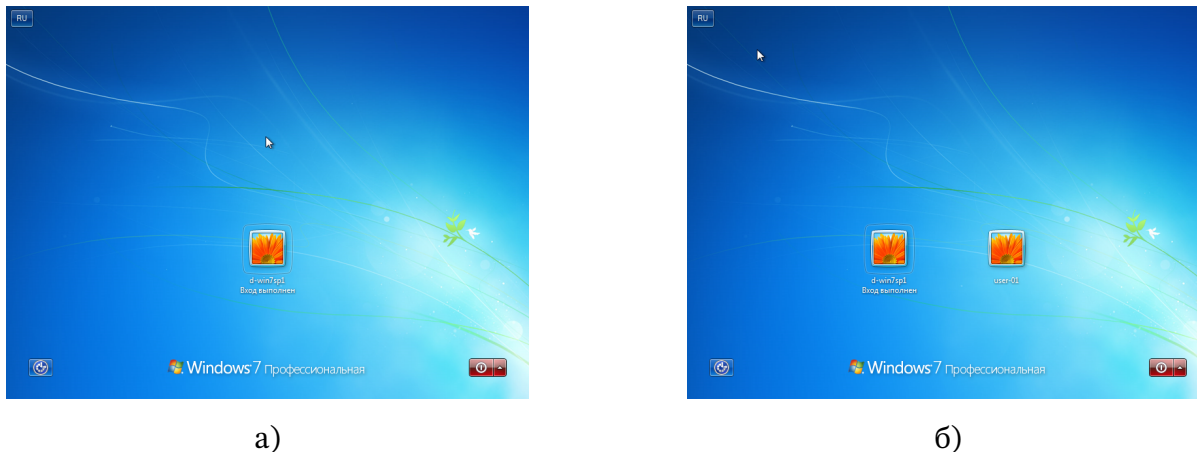 RU
d-win7sp1
Вход выполнен
Windows 7 Профессиональная
а)
RU
d-win7sp1
Вход выполнен
user-01
Windows 7 Профессиональная
б)